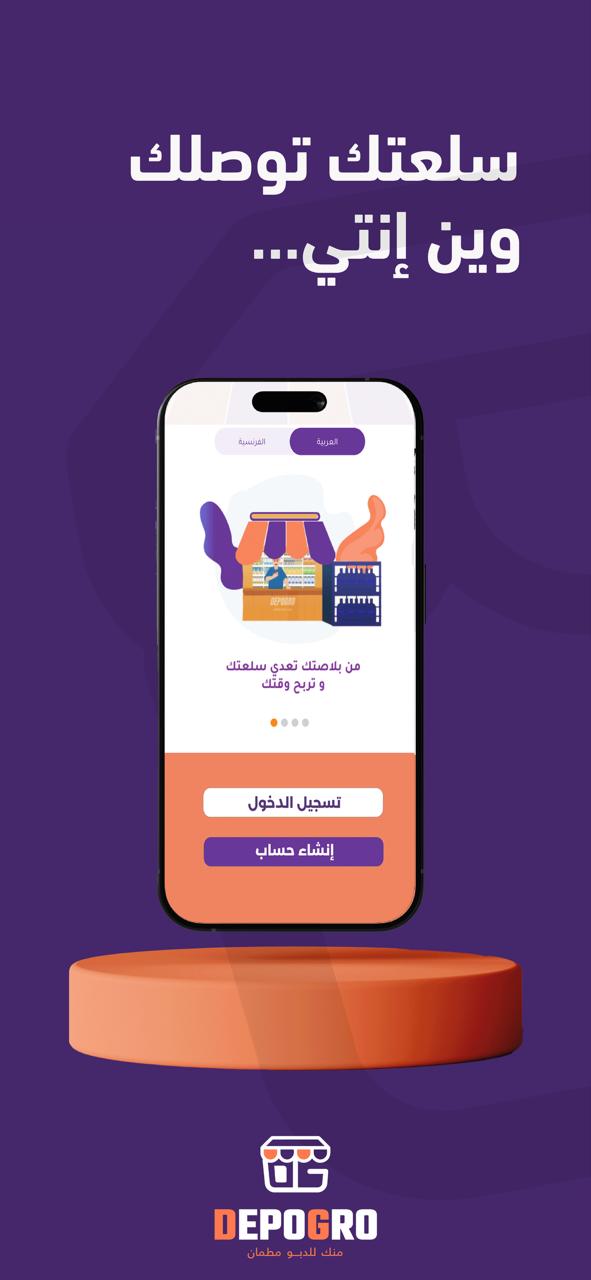 سلعتك توصلك
وين إنتي...
العربية
الفرنسية
DEPOGRO
من بلاصتك تعدي سلعتك
و تربح وقتك
تسجيل الدخول
إنشاء حساب
DEPOGRO
منك للديبو مطمان